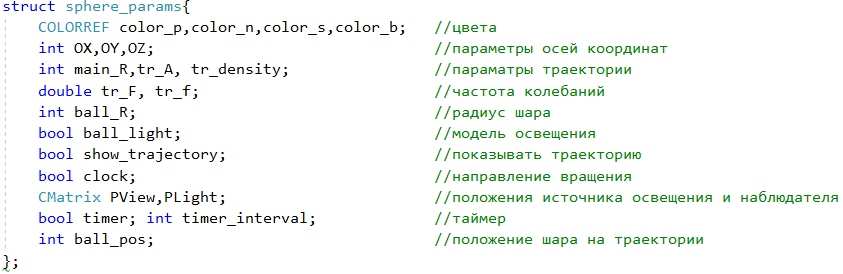 struct sphere_params{
COLORREF color_p,color_n,color_s,color_b; //цвета
int OX,OY,OZ; //параметры осей координат
int main_R,tr_A, tr_density; //параматры траектории
double tr_F, tr_f; //частота колебаний
int ball_R; //радиус шара
bool ball_light; //модель освещения
bool show_trajectory; //показывать траекторию
bool clock; //направление вращения
CMatrix PView,PLight; //положения источника освещения и наблюдателя
bool timer; int timer_interval; //таймер
int ball_pos; //положение шара на траектории
};